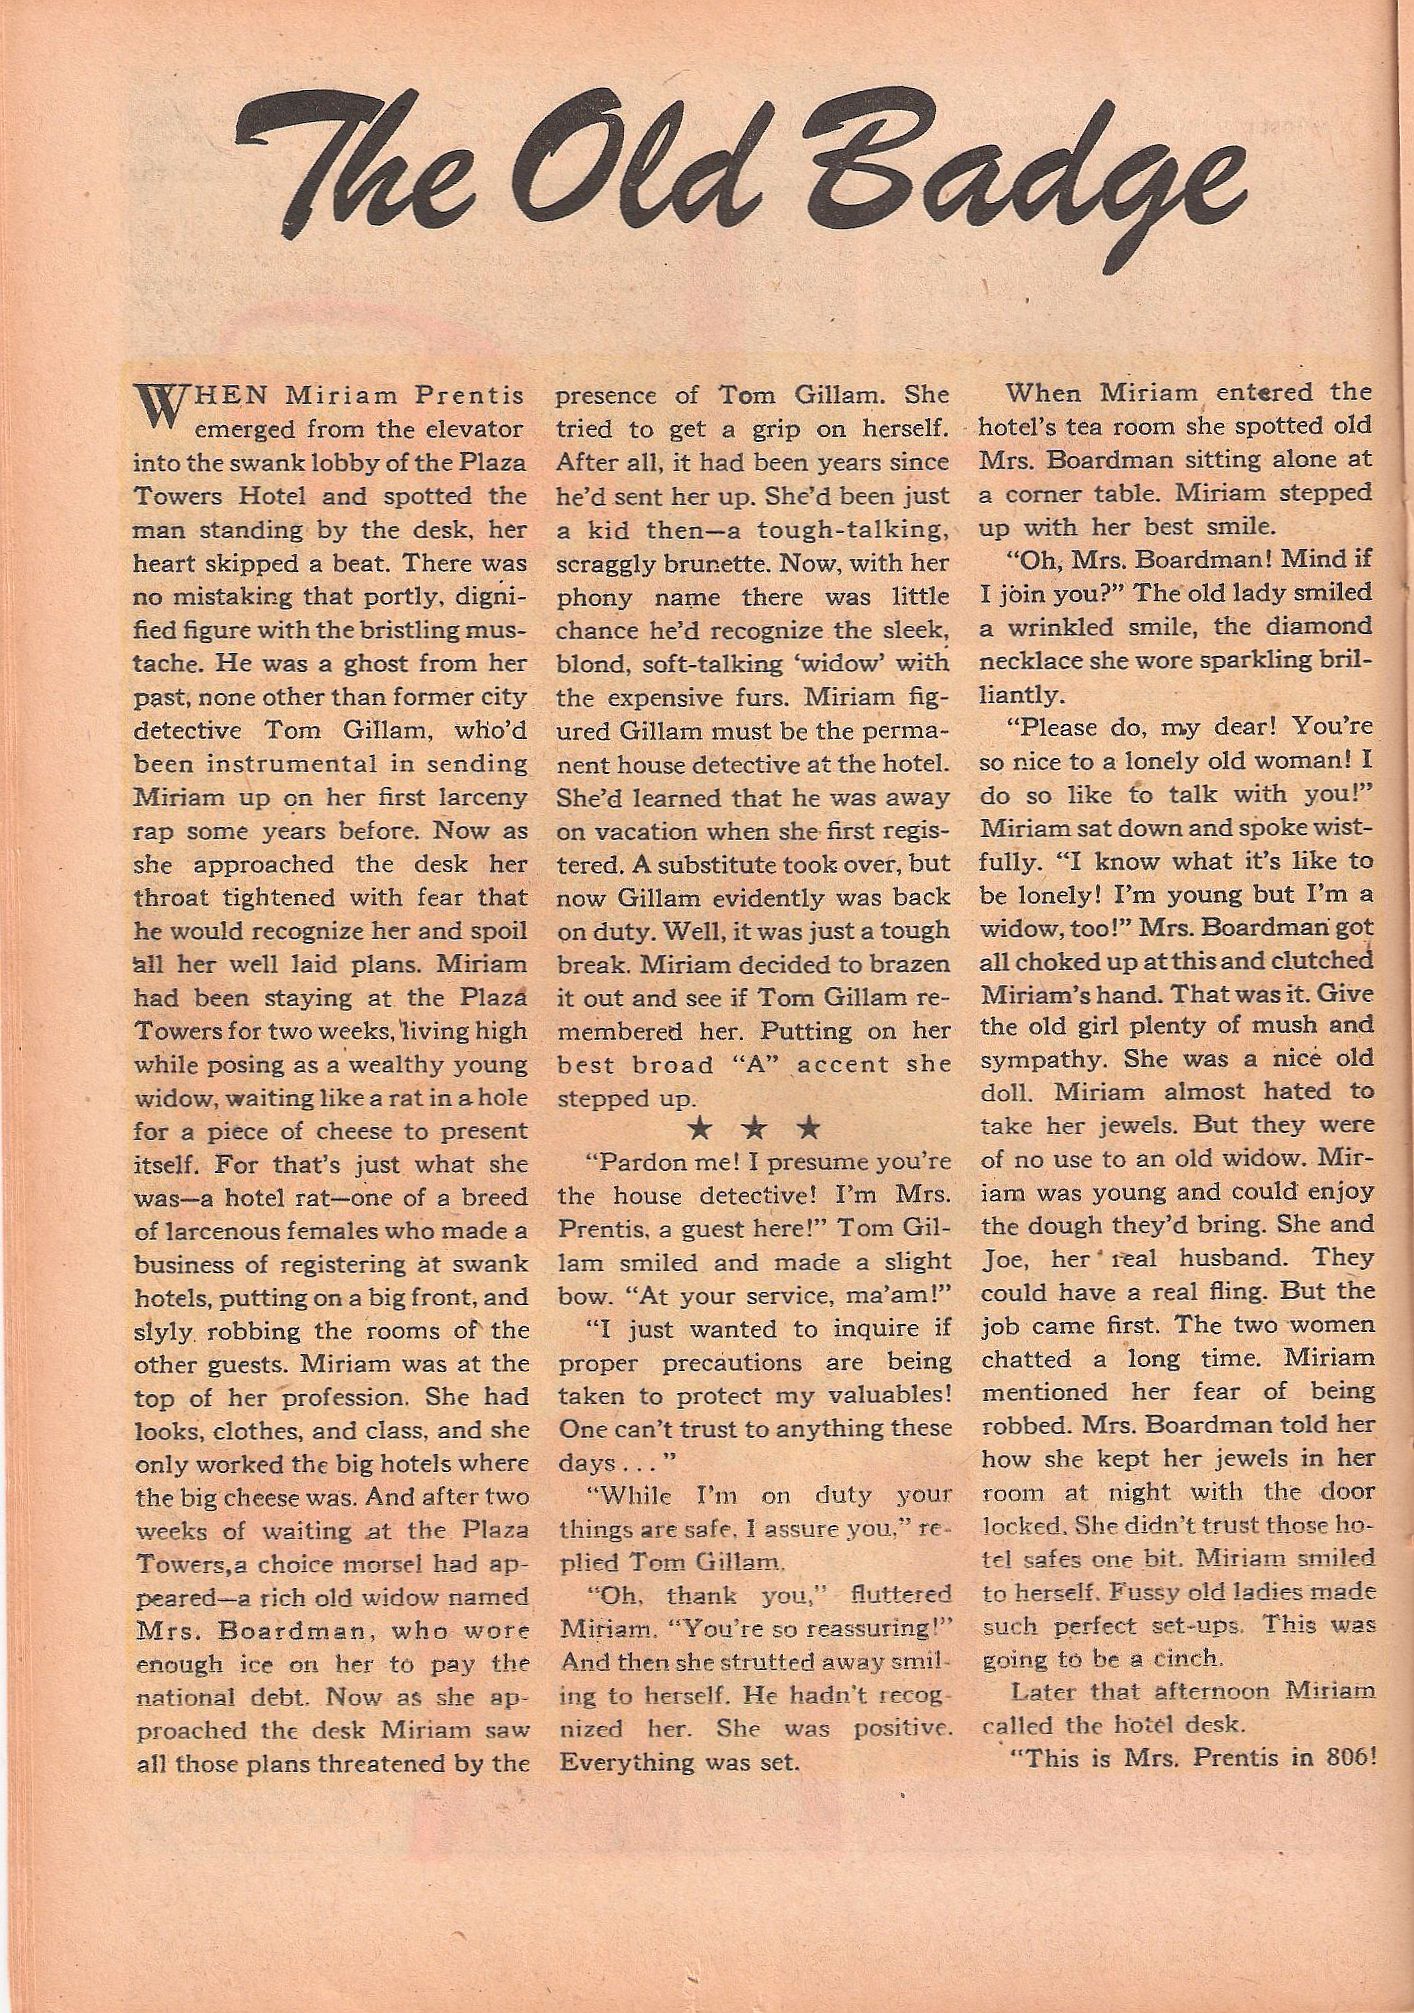 The Old Badge
WHEN Miriam Prentis
emerged from the elevator
into the swank lobby of the Plaza
Towers Hotel and spotted the
man standing by the desk, her
heart skipped a beat. There was
no mistaking that portly, digni-
fied figure with the bristling mus-
tache. He was a ghost from her
past, none other than former city
detective Tom Gillam, who'd
been instrumental in sending
Miriam up on her first larceny
rap some years before. Now as
she approached the desk her
throat tightened with fear that
he would recognize her and spoil
all her well laid plans. Miriam
had been staying at the Plaza
Towers for two weeks, living high
while posing as a wealthy young
widow, waiting like a rat in a hole
for a piece of cheese to present
itself. For that's just what she
was—a hotel rat—one of a breed
of larcenous females who made a
business of registering at swank
hotels, putting on a big front, and
slyly robbing the rooms of the
other guests. Miriam was at the
top of her profession. She had
looks, clothes, and class, and she
only worked the big hotels where
the big cheese was. And after two
weeks of waiting at the Plaza
Towers,a choice morsel had ap-
peared—a rich old widow named
Mrs. Boardman, who wore
enough ice on her to pay the
national debt. Now as she ap-
proached the desk Miriam saw
all those plans threatened by the
presence of Tom Gillam. She
tried to get a grip on herself.
After all, it had been years since
he'd sent her up. She'd been just
a kid then—a tough-talking,
scraggly brunette. Now, with her
phony name there was little
chance he'd recognize the sleek,
blond, soft-talking 'widow' with
the expensive furs. Miriam fig-
ured Gillam must be the perma-
nent house detective at the hotel.
She'd learned that he was away
on vacation when she first regis-
tered. A substitute took over, but
now Gillam evidently was back
on duty. Well, it was just a tough
break. Miriam decided to brazen
it out and see if Tom Gillam re-
membered her. Putting on her
best broad "A" accent she
stepped up.
★ ★ ★
"Pardon me! I presume you're
the house detective! I'm Mrs.
Prentis, a guest here!" Tom Gil-
lam smiled and made a slight
bow. "At your service, ma'am!"
"I just wanted to inquire if
proper precautions are being
taken to protect my valuables!
One can't trust to anything these
days . . ."
"While I'm on duty your
things are safe, I assure you," re-
plied Tom Gillam.
"Oh, thank you," fluttered
Miriam. "You're so reassuring!"
And then she strutted away smil-
ing to herself. He hadn't recog-
nized her. She was positive.
Everything was set.
When Miriam entered the
hotel's tea room she spotted old
Mrs. Boardman sitting alone at
a corner table. Miriam stepped
up with her best smile.
"Oh, Mrs. Boardman! Mind if
I join you?" The old lady smiled
a wrinkled smile, the diamond
necklace she wore sparkling bril-
liantly.
"Please do, my dear! You're
so nice to a lonely old woman! I
do so like to talk with you!"
Miriam sat down and spoke wist-
fully. "I know what it's like to
be lonely! I'm young but I'm a
widow, too!" Mrs. Boardman got
all choked up at this and clutched
Miriam's hand. That was it. Give
the old girl plenty of mush and
sympathy. She was a nice old
doll. Miriam almost hated to
take her jewels. But they were
of no use to an old widow. Mir-
iam was young and could enjoy
the dough they'd bring. She and
Joe, her real husband. They
could have a real fling. But the
job came first. The two women
chatted a long time. Miriam
mentioned her fear of being
robbed. Mrs. Boardman told her
how she kept her jewels in her
room at night with the door
locked. She didn't trust those ho-
tel safes one bit. Miriam smiled
to herself. Fussy old ladies made
such perfect set-ups. This was
going to be a cinch.
Later that afternoon Miriam
called the hotel desk.
"This is Mrs. Prentis in 806!